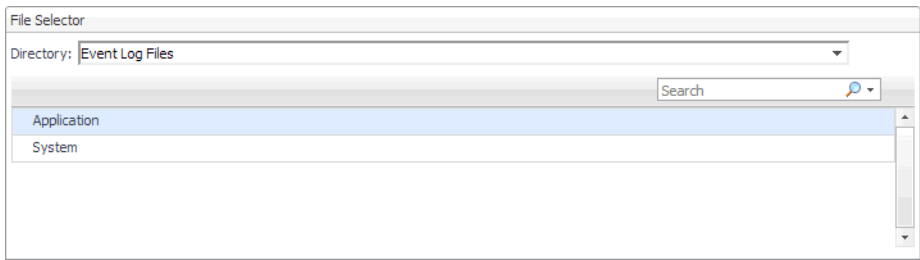 File Selector
Directory: Event Log Files
Search
Application
System